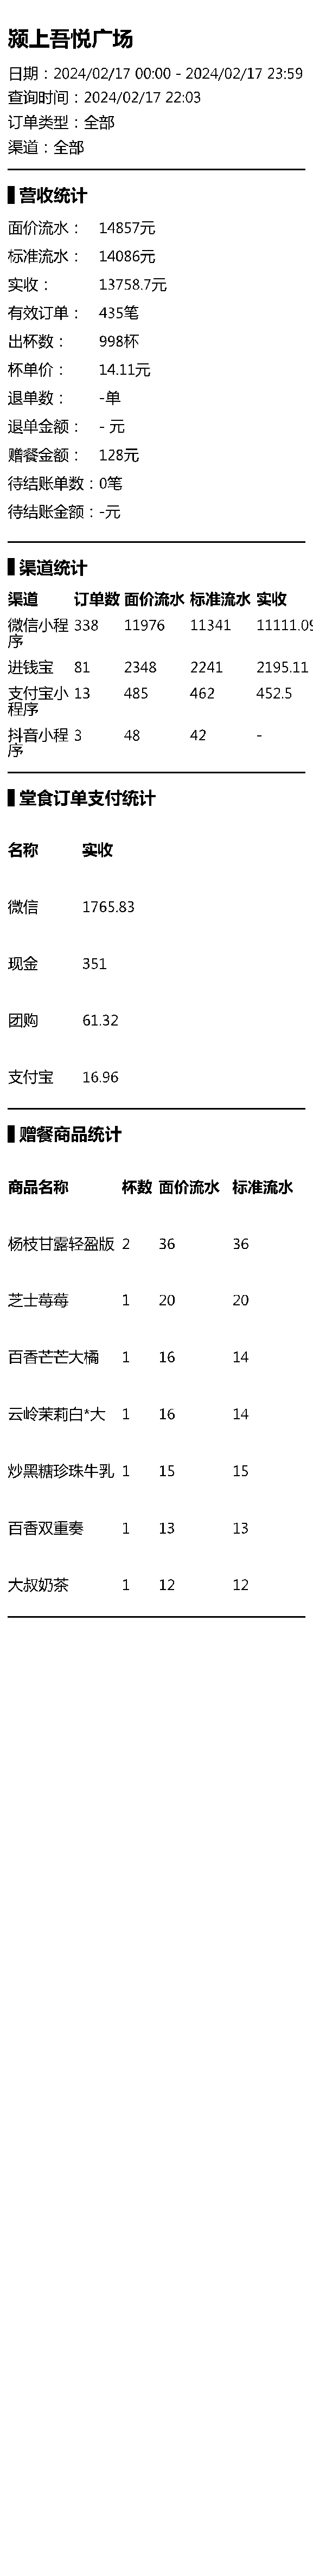 颍上吾悦广场
日期：2024/02/17 00:00 - 2024/02/17 23:59
查询时间：2024/02/17 22:03
订单类型：全部
渠道：全部
营收统计
面价流水： 14857元
标准流水： 14086元
实收： 13758.7元
有效订单： 435笔
出杯数： 998杯
杯单价： 14.11元
退单数： -单
退单金额： - 元
赠餐金额： 128元
待结账单数：0笔
待结账金额：-元
渠道统计
渠道 订单数 面价流水 标准流水 实收
微信小程 338 11976 11341 11111.09
序
进钱宝 81 2348 2241 2195.11
支付宝小 13 485 462 452.5
程序
抖音小程 3 48 42 -
序
堂食订单支付统计
名称 实收
微信 1765.83
现金 351
团购 61.32
支付宝 16.96
赠餐商品统计
商品名称 杯数 面价流水 标准流水
杨枝甘露轻盈版 2 36 36
芝士莓莓 1 20 20
百香芒芒大橘 1 16 14
云岭茉莉白*大 1 16 14
炒黑糖珍珠牛乳 1 15 15
百香双重奏 1 13 13
大叔奶茶 1 12 12